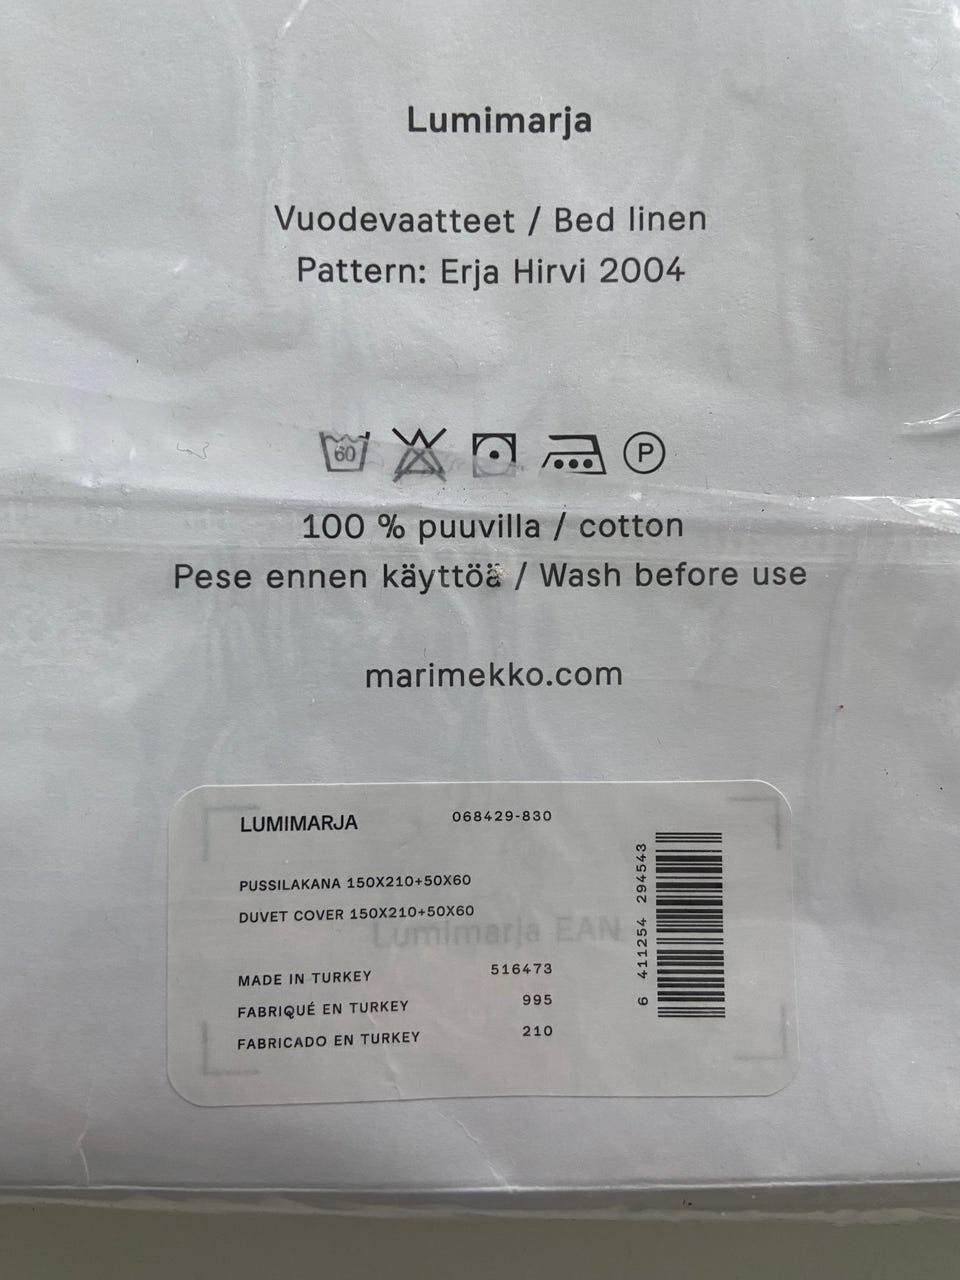 Lumimarja
Vuodevaatteet / Bed linen
Pattern: Erja Hirvi 2004
60
P
100 % puuvilla / cotton
Pese ennen käyttöä / Wash before use
marimekko.com
LUMIMARJA 068429-830
PUSSILAKANA 150X210+50X60
DUVET COVER 150X210+50X60
Lumimarja EAN
MADE IN TURKEY 516473
FABRIQUÉ EN TURKEY 995
FABRICADO EN TURKEY 210
6 411254 294543